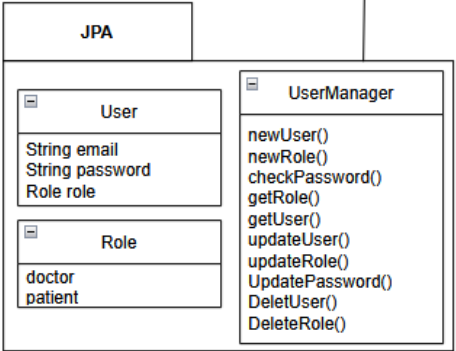 JPA
User
String email
String password
Role role
Role
doctor
patient
UserManager
newUser()
newRole()
checkPassword()
getRole()
getUser()
updateUser()
updateRole()
UpdatePassword()
DeletUser()
DeleteRole()